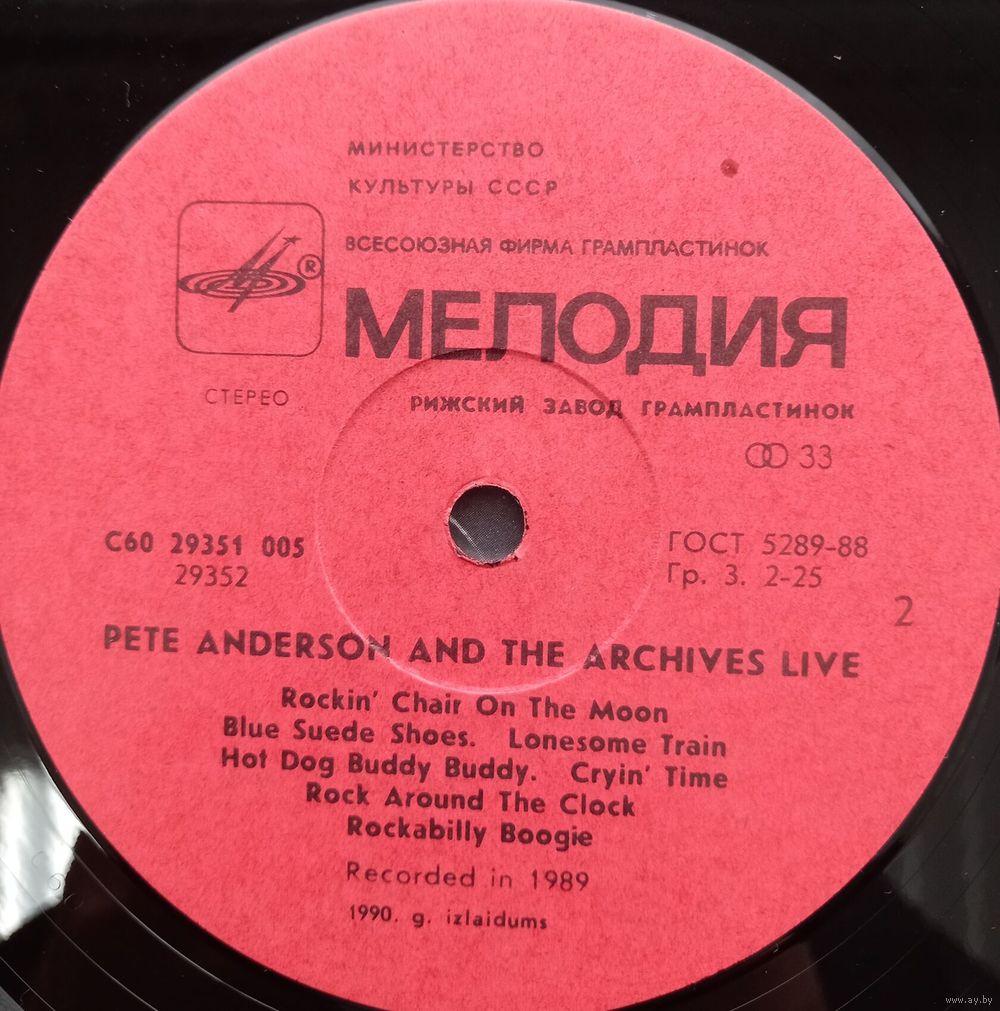 МИНИСТЕРСТВО
КУЛЬТУРЫ СССР
ВСЕСОЮЗНАЯ ФИРМА ГРАМПЛАСТИНОК
®
МЕЛОДИЯ
СТЕРЕО
РИЖСКИЙ ЗАВОД ГРАМПЛАСТИНОК
33
С60 29351 005
29352
ГОСТ 5289-88
Гр. 3. 2-25
2
PETE ANDERSON AND THE ARCHIVES LIVE
Rockin' Chair On The Moon
Blue Suede Shoes. Lonesome Train
Hot Dog Buddy Buddy. Cryin' Time
Rock Around The Clock
Rockabilly Boogie
Recorded in 1989
1990. g. izlaidums
www.ay.by